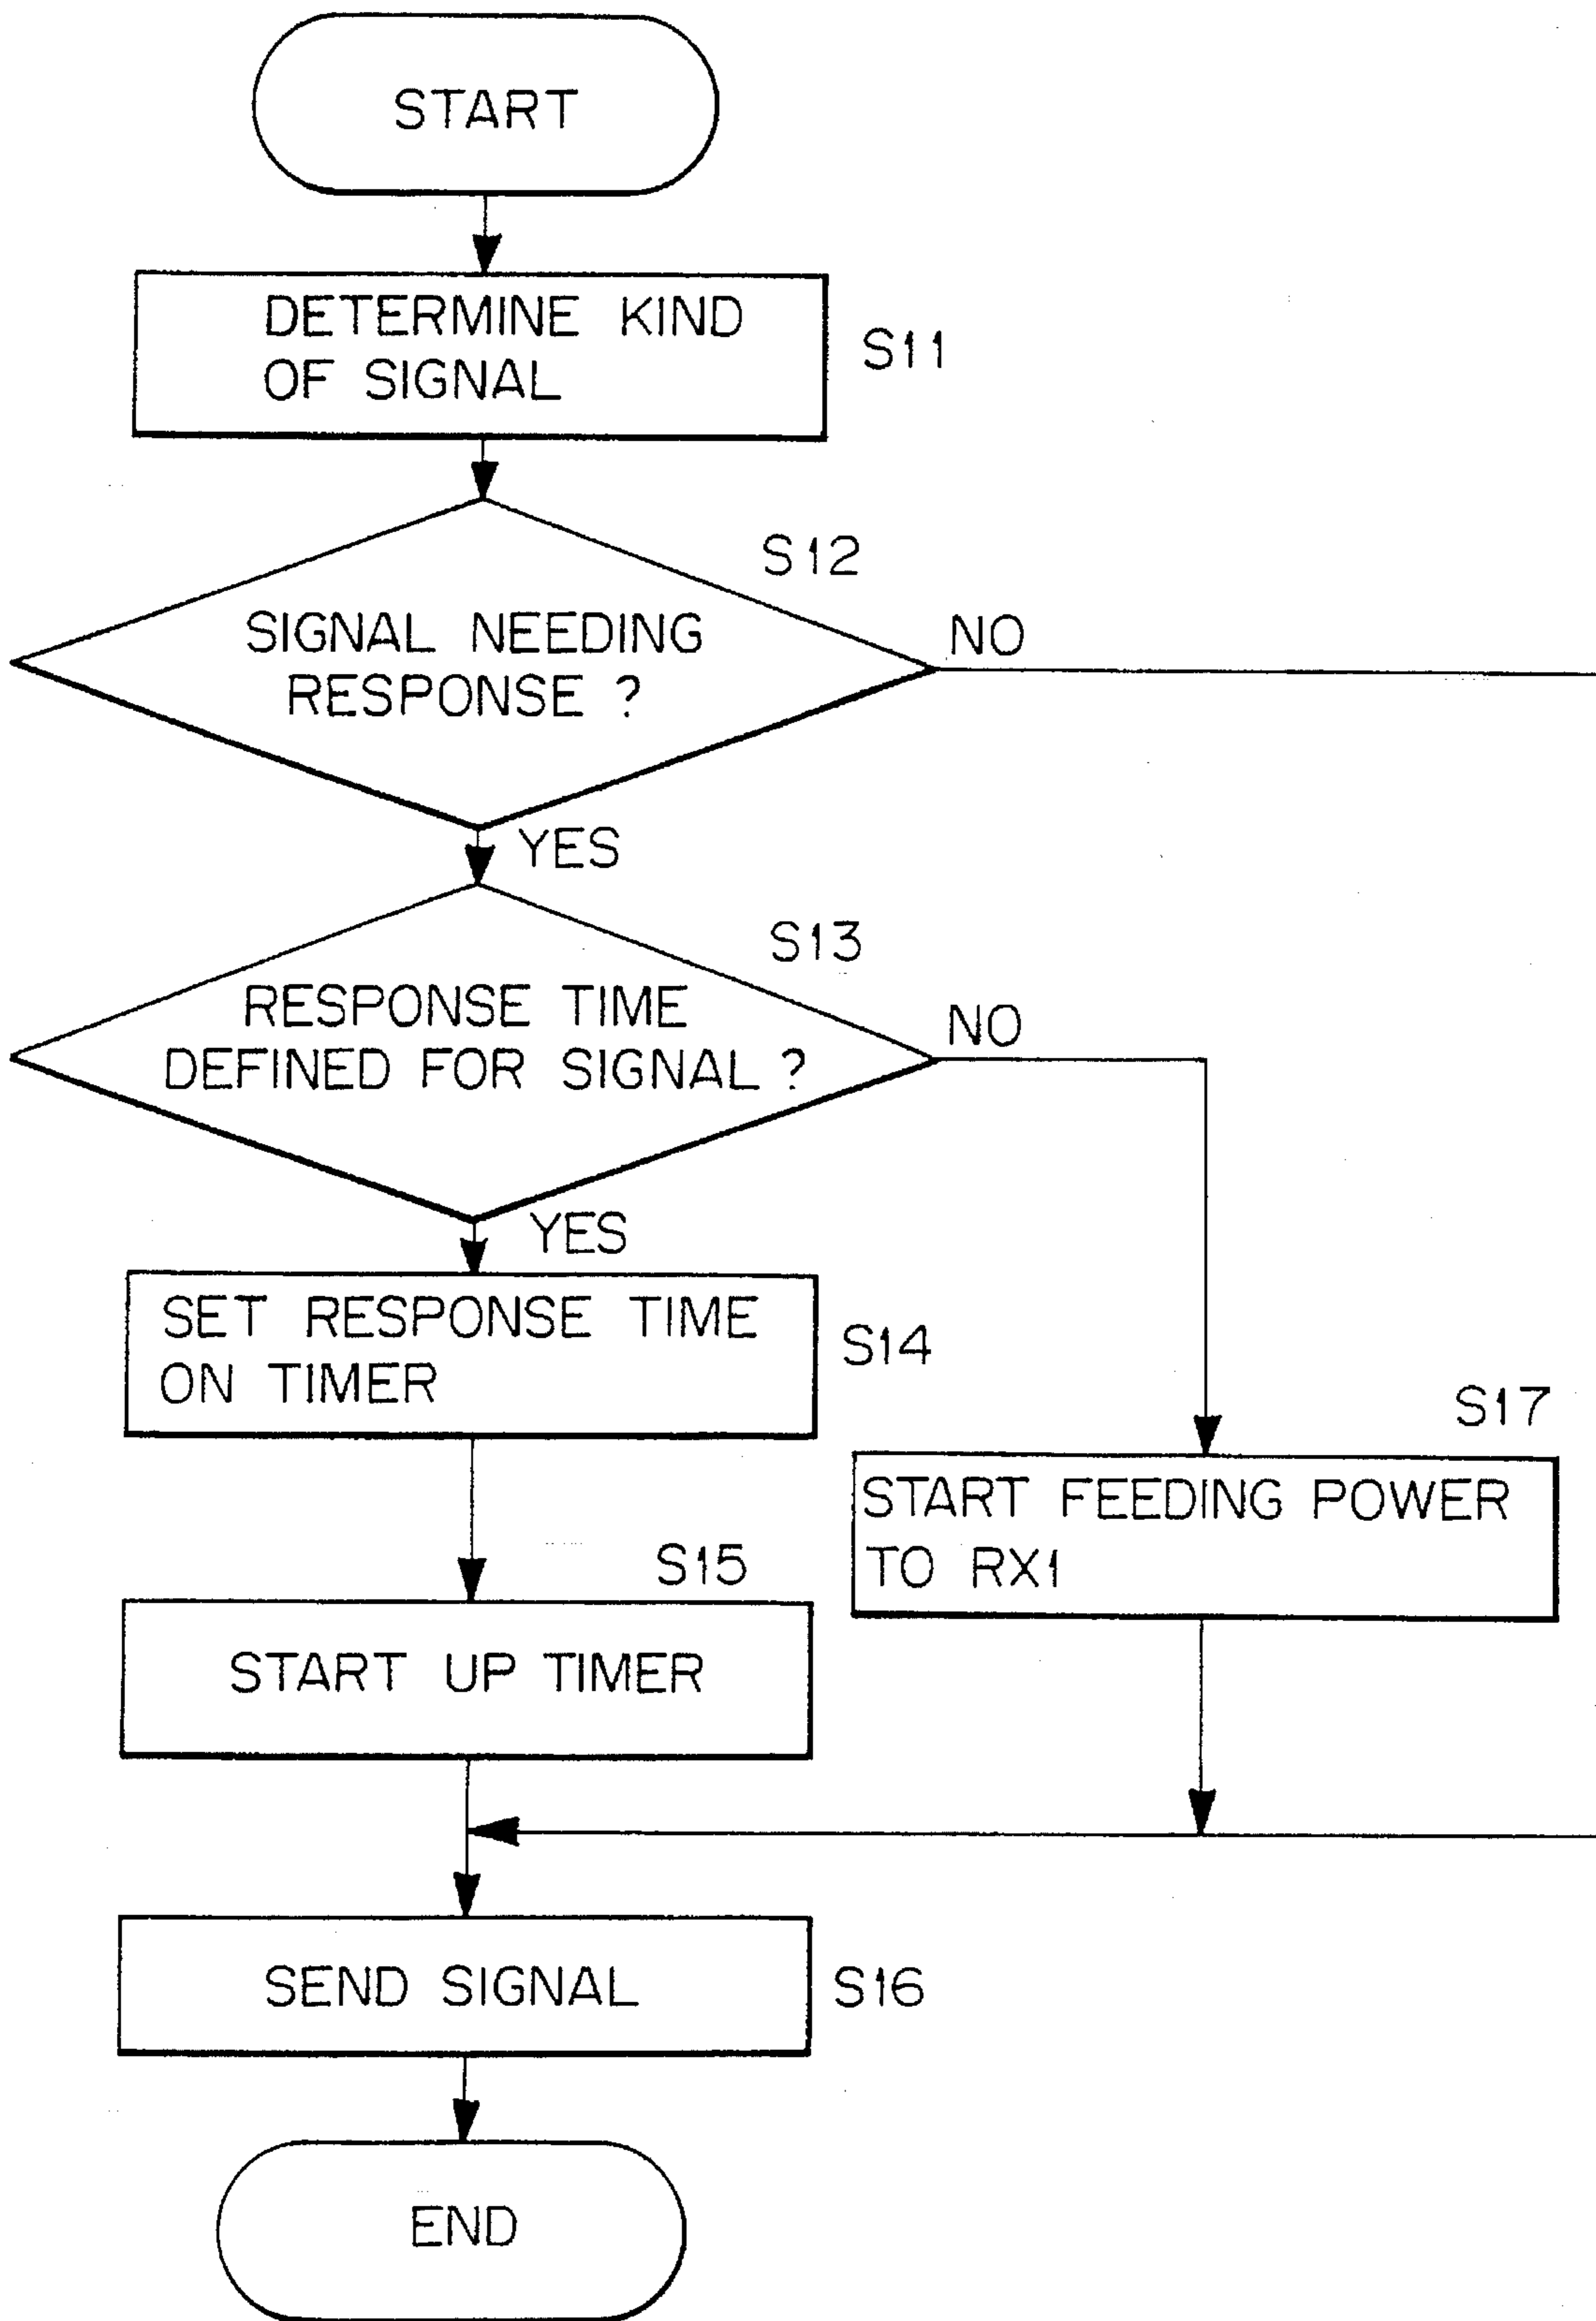 START
DETERMINE KIND
OF SIGNAL
S11
S12
SIGNAL NEEDING
RESPONSE ?
NO
YES
S13
RESPONSE TIME
DEFINED FOR SIGNAL ?
NO
YES
SET RESPONSE TIME
ON TIMER
S14
S17
START FEEDING POWER
TO RX1
S15
START UP TIMER
SEND SIGNAL
S16
END